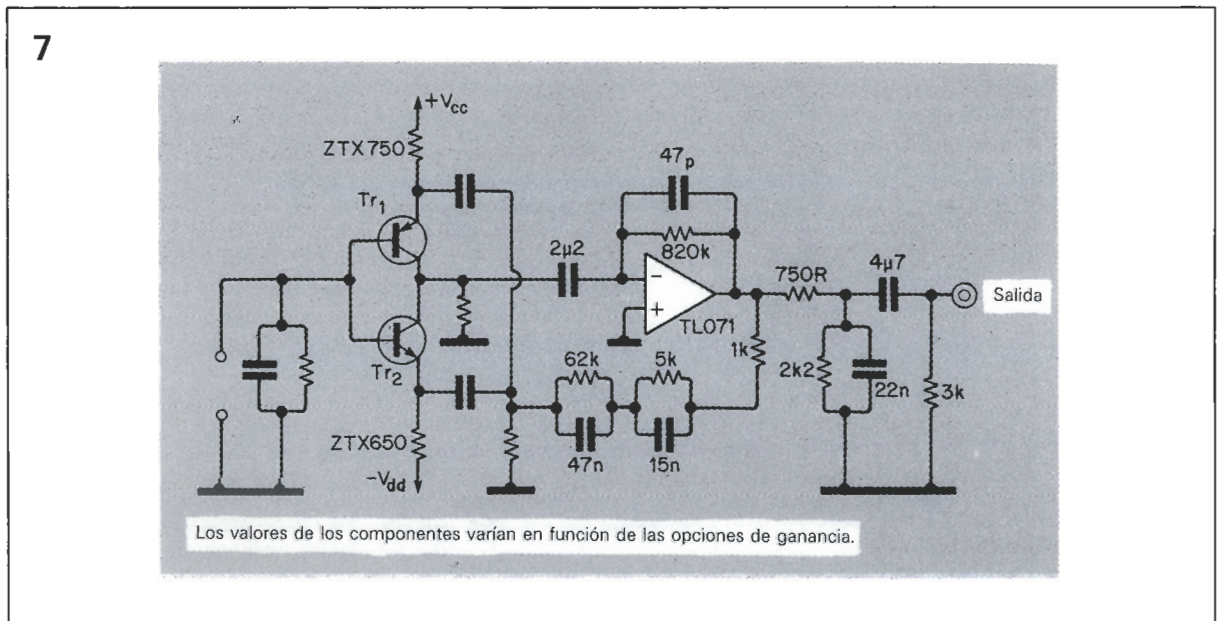 7
+Vcc
ZTX750
47p
Tr1
820k
2µ2
750R
4µ7
−
+
Salida
TL071
1k
62k
5k
2k2
22n
3k
Tr2
ZTX650
47n
15n
−Vdd
Los valores de los componentes varían en función de las opciones de ganancia.